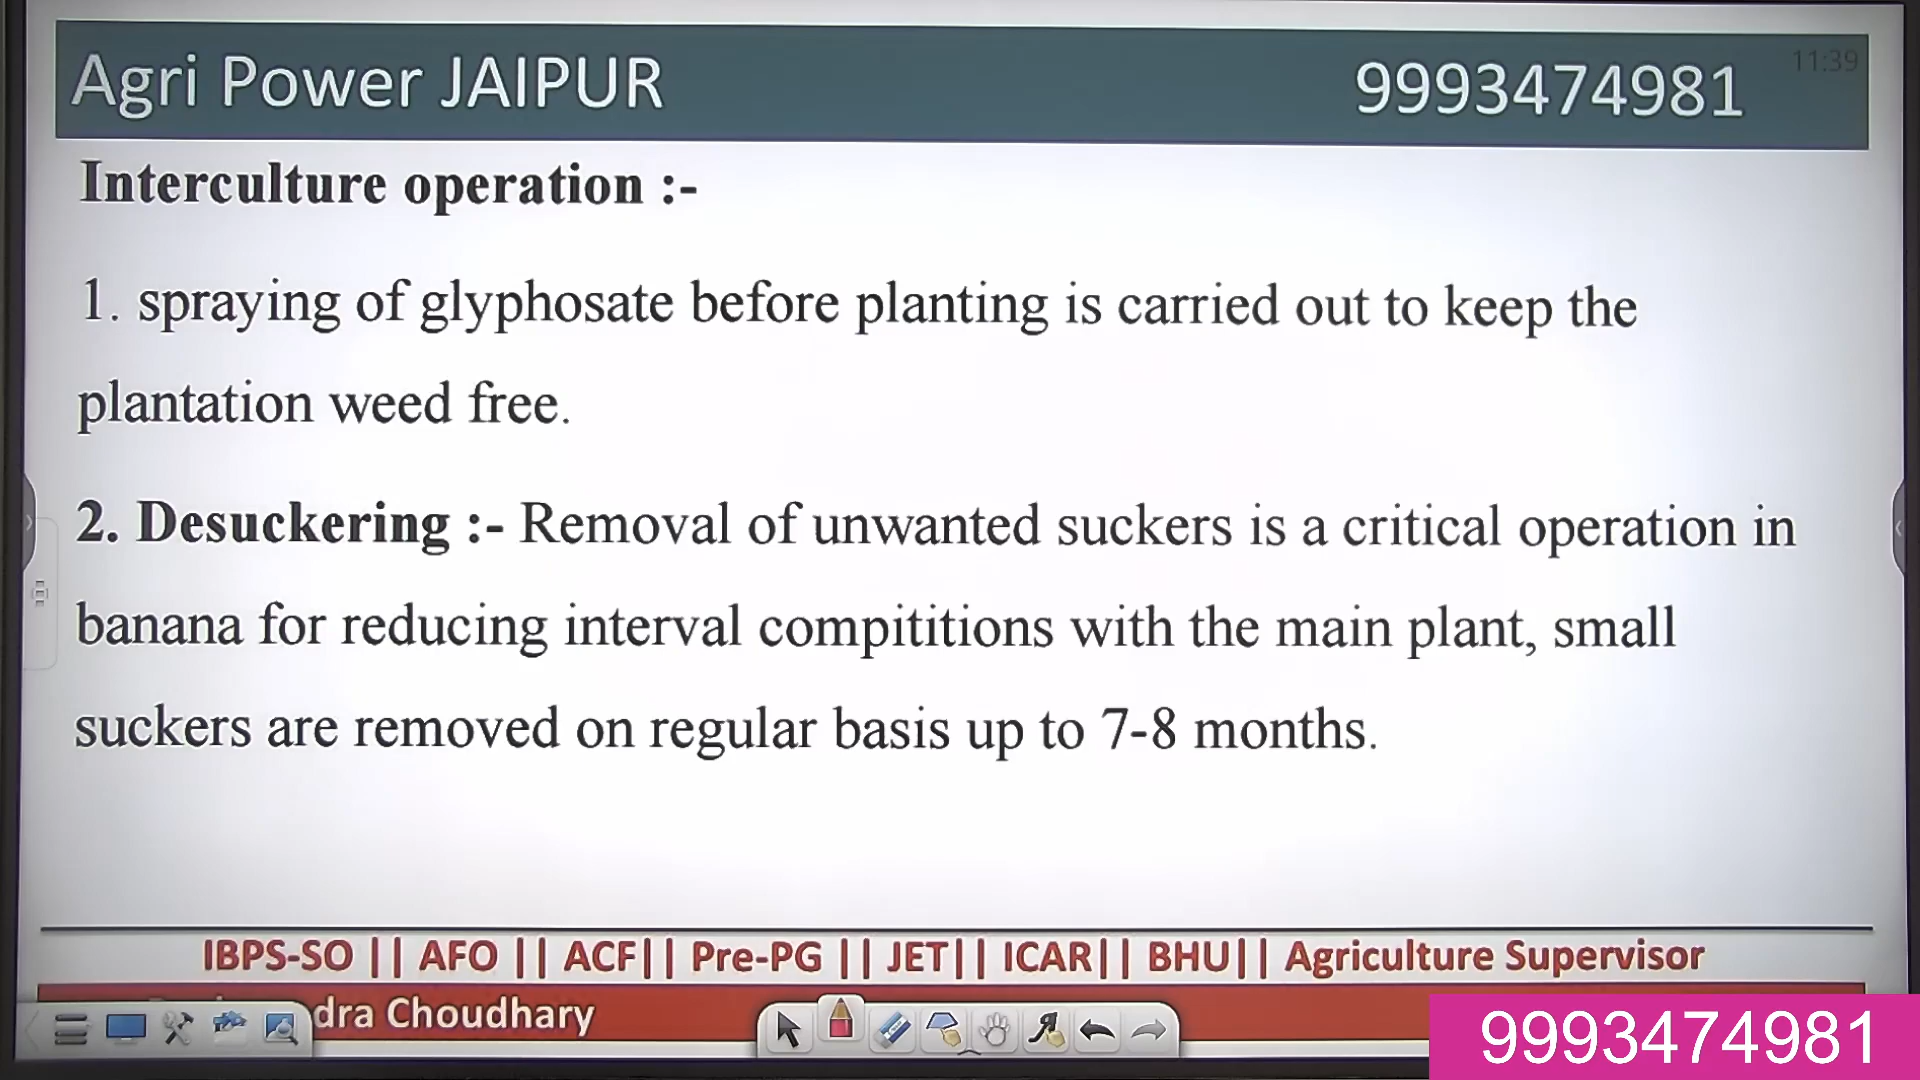 Agri Power JAIPUR 9993474981 11:39
Interculture operation :-
1. spraying of glyphosate before planting is carried out to keep the
plantation weed free.
2. Desuckering :- Removal of unwanted suckers is a critical operation in
banana for reducing interval compititions with the main plant, small
suckers are removed on regular basis up to 7-8 months.
IBPS-SO || AFO || ACF|| Pre-PG || JET|| ICAR|| BHU|| Agriculture Supervisor
Choudhary
9993474981